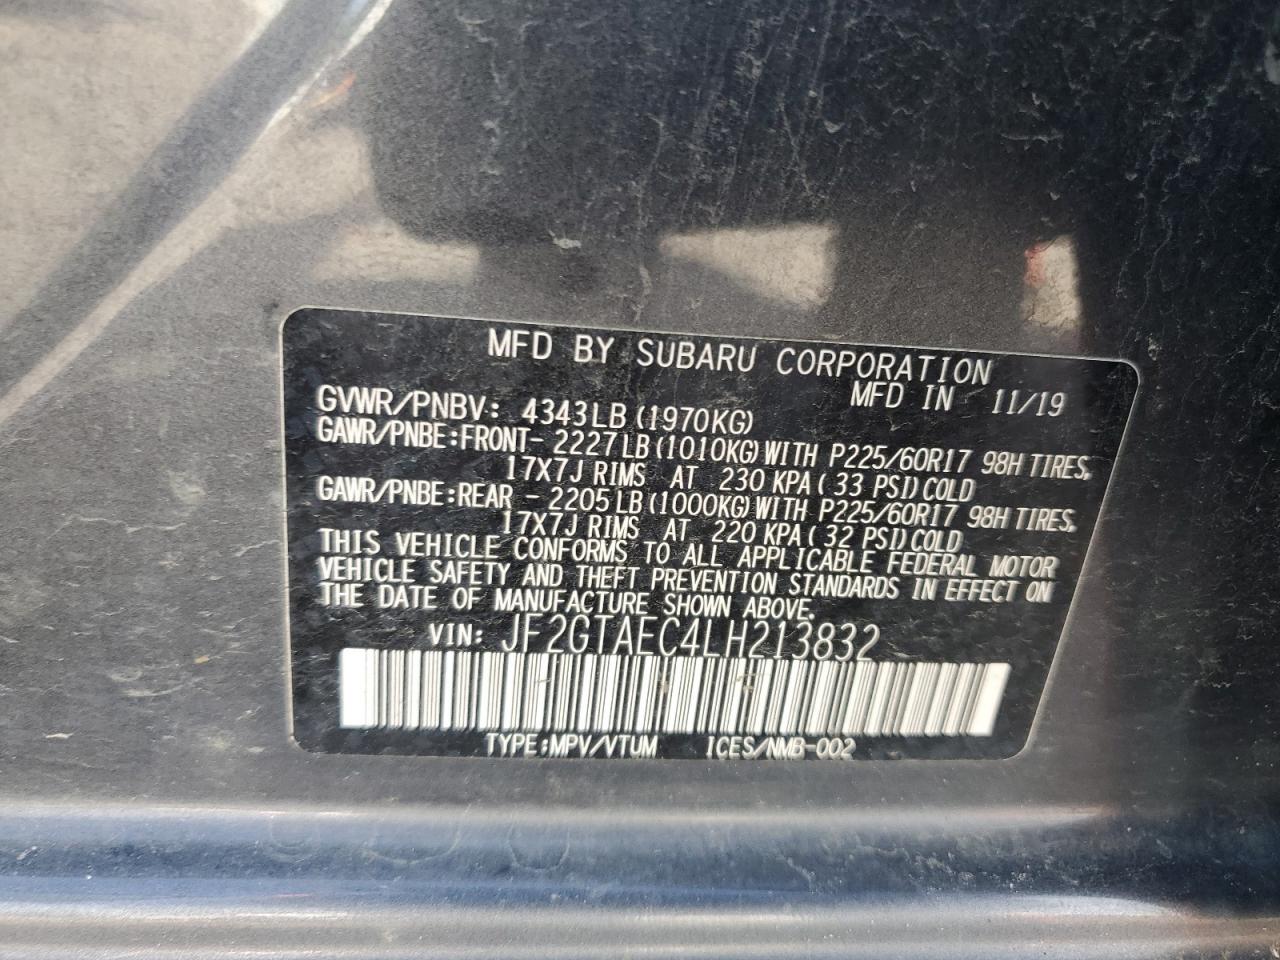 MFD BY SUBARU CORPORATION
MFD IN 11/19
GVWR/PNBV: 4343LB (1970KG)
GAWR/PNBE:FRONT- 2227LB (1010KG) WITH P225/60R17 98H TIRES,
17X7J RIMS AT 230 KPA ( 33 PSI) COLD
GAWR/PNBE:REAR - 2205LB (1000KG) WITH P225/60R17 98H TIRES,
17X7J RIMS AT 220 KPA ( 32 PSI) COLD
THIS VEHICLE CONFORMS TO ALL APPLICABLE FEDERAL MOTOR
VEHICLE SAFETY AND THEFT PREVENTION STANDARDS IN EFFECT ON
THE DATE OF MANUFACTURE SHOWN ABOVE.
VIN: JF2GTAEC4LH213832
TYPE:MPV/VTUM ICES/NMB-002